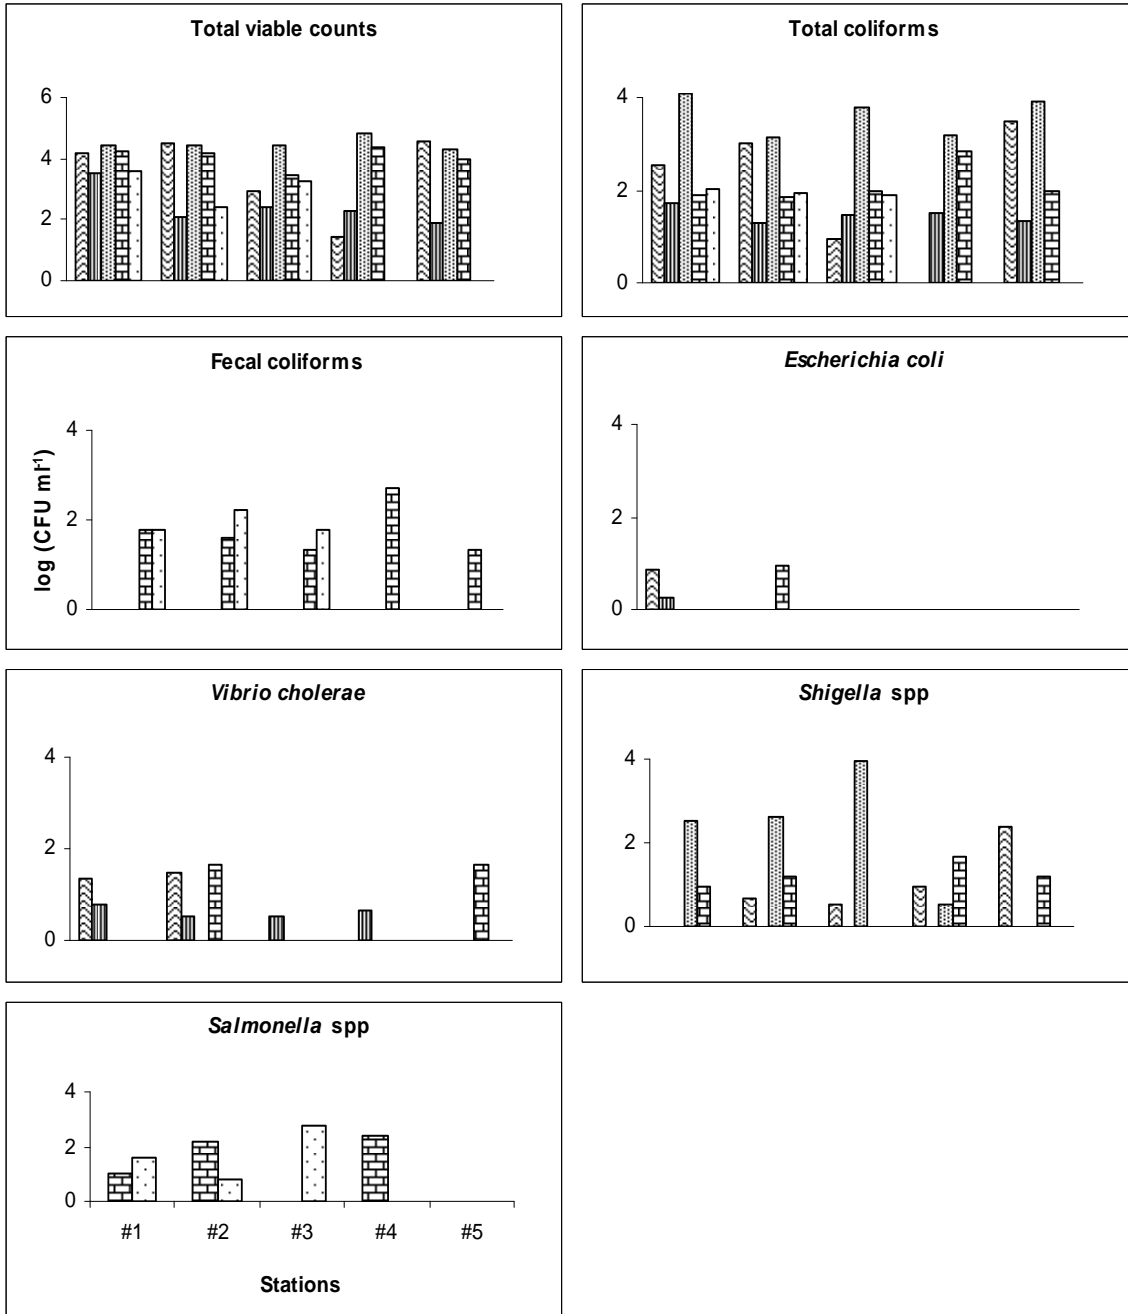 Total viable counts
6
4
2
0
Total coliforms
4
2
0
Fecal coliforms
log (CFU ml⁻¹)
4
2
0
Escherichia coli
4
2
0
Vibrio cholerae
4
2
0
Shigella spp
4
2
0
Salmonella spp
4
2
0
#1 #2 #3 #4 #5
Stations